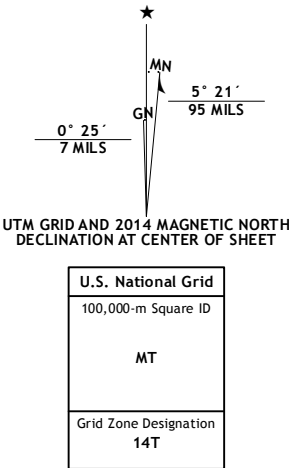 ★
MN
5° 21´
95 MILS
GN
0° 25´
7 MILS
UTM GRID AND 2014 MAGNETIC NORTH
DECLINATION AT CENTER OF SHEET
U.S. National Grid
100,000-m Square ID
MT
Grid Zone Designation
14T